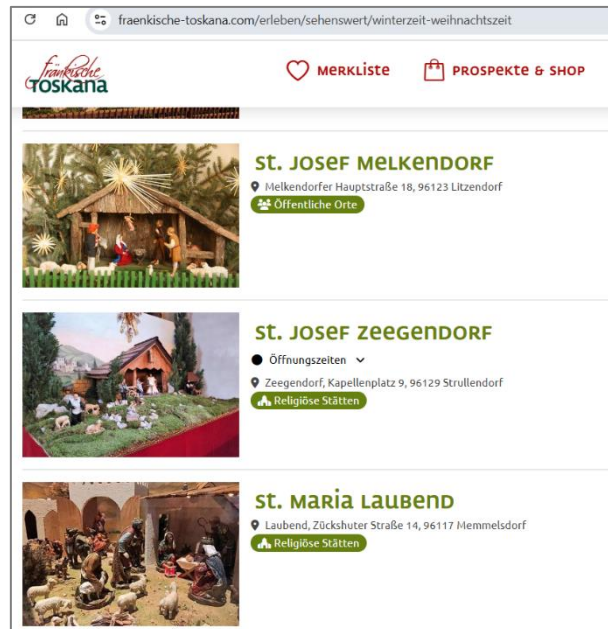 fraenkische-toskana.com/erleben/sehenswert/winterzeit-weihnachtszeit
fränkische
TOSKANA
MERKLISTE
PROSPEKTE & SHOP
St. Josef Melkendorf
Melkendorfer Hauptstraße 18, 96123 Litzendorf
Öffentliche Orte
St. Josef Zeegendorf
Öffnungszeiten
Zeegendorf, Kapellenplatz 9, 96129 Strullendorf
Religiöse Stätten
St. Maria Laubend
Laubend, Zückshuter Straße 14, 96117 Memmelsdorf
Religiöse Stätten